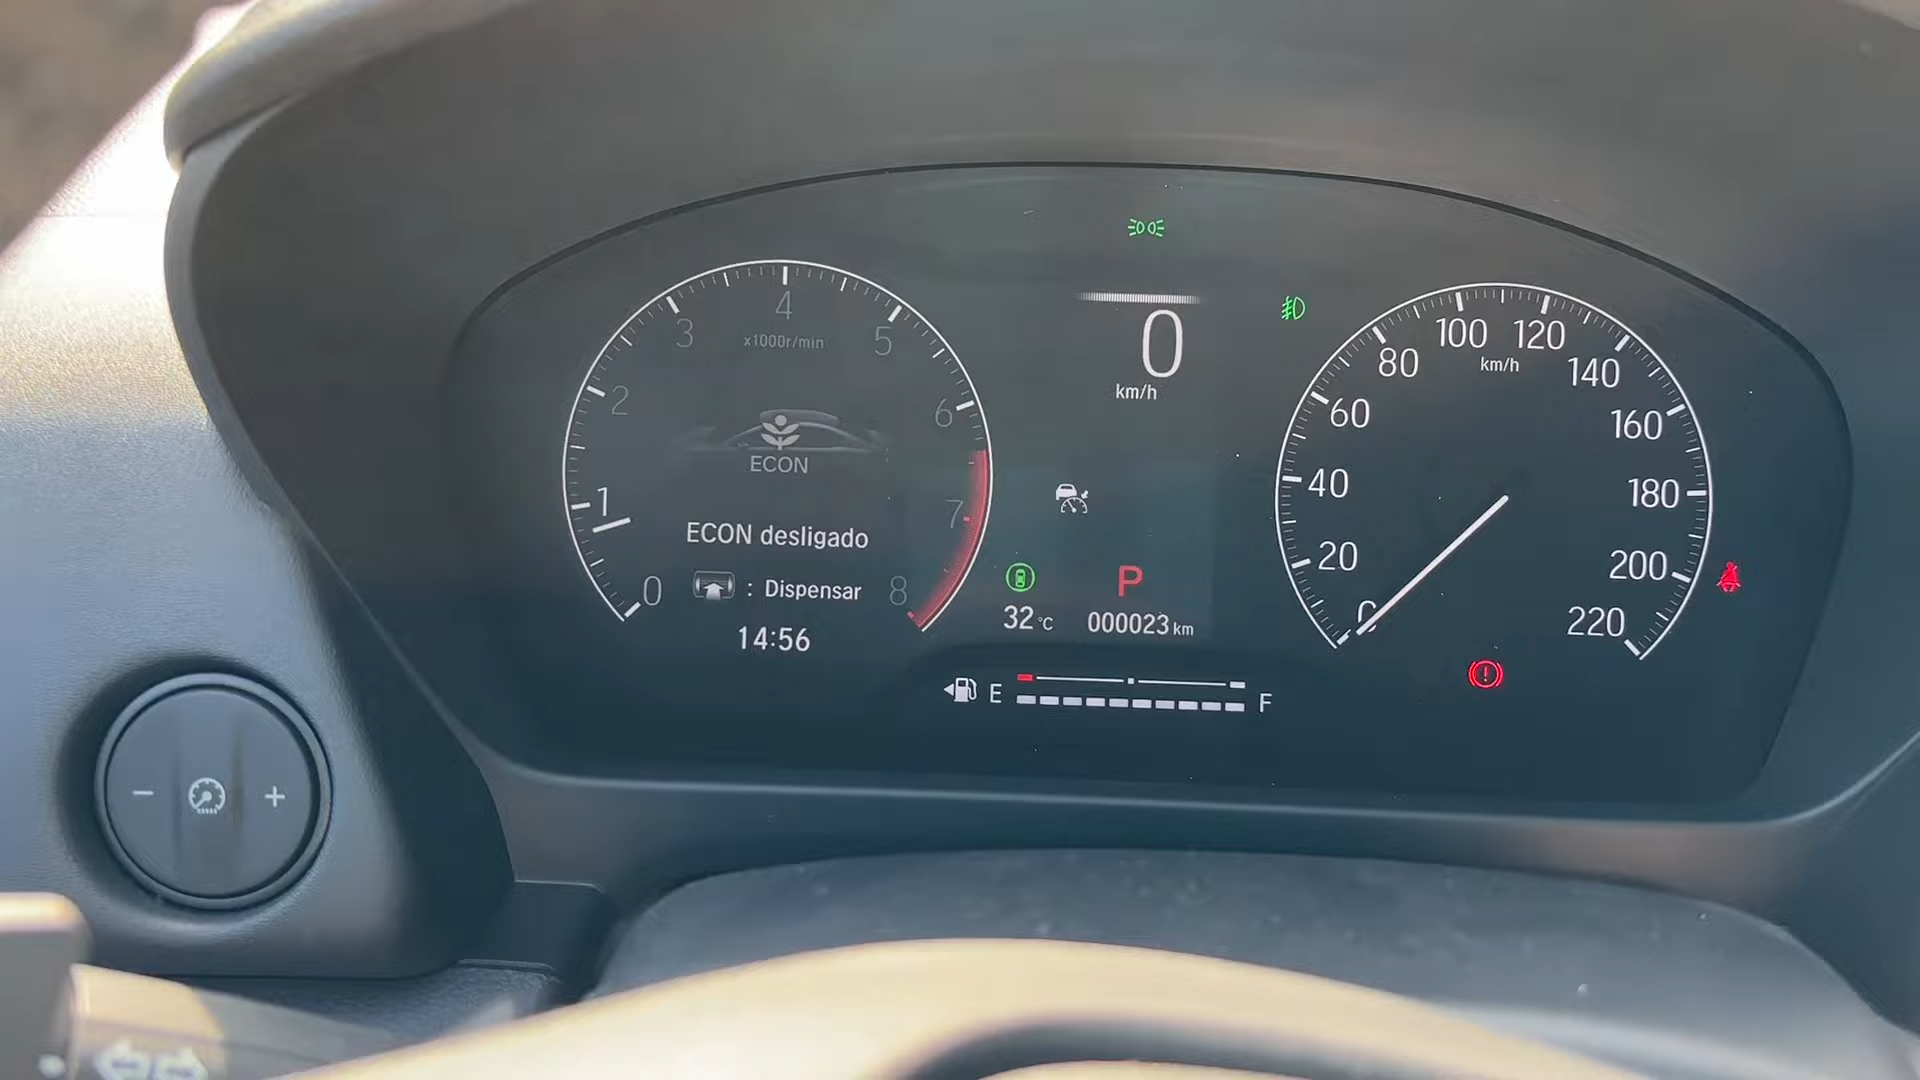 0
1
2
3
4
5
6
7
8
x1000r/min
ECON
ECON desligado
: Dispensar
14:56
0
km/h
32 °C
P
000023 km
E
F
0
20
40
60
80
100
120
140
160
180
200
220
km/h
- +